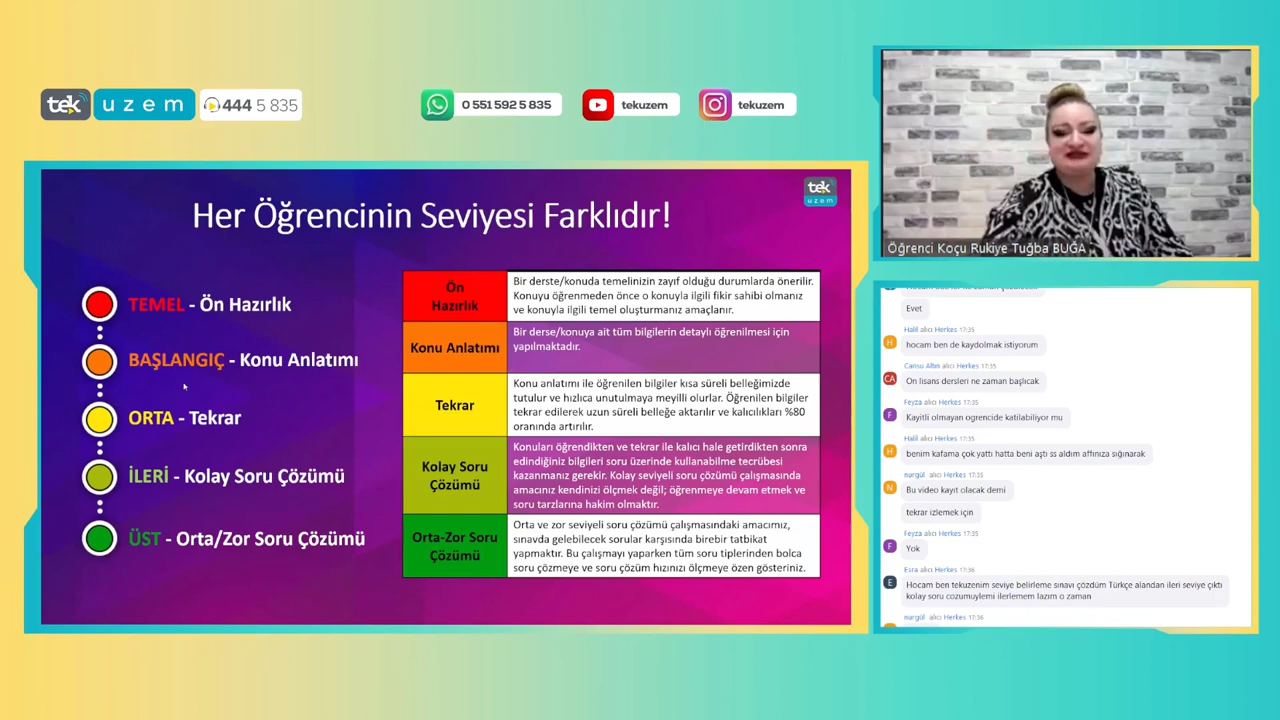 tek uzem 444 5 835
0 551 592 5 835
tekuzem
tekuzem
tek
uzem
Her Öğrencinin Seviyesi Farklıdır!
TEMEL - Ön Hazırlık
BAŞLANGIÇ - Konu Anlatımı
ORTA - Tekrar
İLERİ - Kolay Soru Çözümü
ÜST - Orta/Zor Soru Çözümü
Ön
Hazırlık
Bir derste/konuda temelinizin zayıf olduğu durumlarda önerilir.
Konuyu öğrenmeden önce o konuyla ilgili fikir sahibi olmanız
ve konuyla ilgili temel oluşturmanız amaçlanır.
Konu Anlatımı
Bir derse/konuya ait tüm bilgilerin detaylı öğrenilmesi için
yapılmaktadır.
Tekrar
Konu anlatımı ile öğrenilen bilgiler kısa süreli belleğimizde
tutulur ve hızlıca unutulmaya meyilli olurlar. Öğrenilen bilgiler
tekrar edilerek uzun süreli belleğe aktarılır ve kalıcılıkları %80
oranında artırılır.
Kolay Soru
Çözümü
Konuları öğrendikten ve tekrar ile kalıcı hale getirdikten sonra
edindiğiniz bilgileri soru üzerinde kullanabilme tecrübesi
kazanmanız gerekir. Kolay seviyeli soru çözümü çalışmasında
amacınız kendinizi ölçmek değil; öğrenmeye devam etmek ve
soru tarzlarına hakim olmaktır.
Orta-Zor Soru
Çözümü
Orta ve zor seviyeli soru çözümü çalışmasındaki amacımız,
sınavda gelebilecek sorular karşısında birebir tatbikat
yapmaktır. Bu çalışmayı yaparken tüm soru tiplerinden bolca
soru çözmeye ve soru çözüm hızınızı ölçmeye özen gösteriniz.
Öğrenci Koçu Rukiye Tuğba BUĞA
Evet
Halil alıcı Herkes 17:35
H
hocam ben de kaydolmak istiyorum
Cansu Altın alıcı Herkes 17:35
CA
On lisans dersleri ne zaman başlıcak
Feyza alıcı Herkes 17:35
F
Kayitli olmayan ogrencide katilabiliyor mu
Halil alıcı Herkes 17:35
H
benim kafama çok yattı hatta beni aştı ss aldım affınıza sığınarak
nurgül alıcı Herkes 17:35
N
Bu video kayıt olacak demi
tekrar izlemek için
Feyza alıcı Herkes 17:35
F
Yok
Esra alıcı Herkes 17:36
E
Hocam ben tekuzenim seviye belirleme sınavı çözdüm Türkçe alandan ileri seviye çıktı
kolay soru cozumuylemi ilerlemem lazım o zaman
nurgül alıcı Herkes 17:36